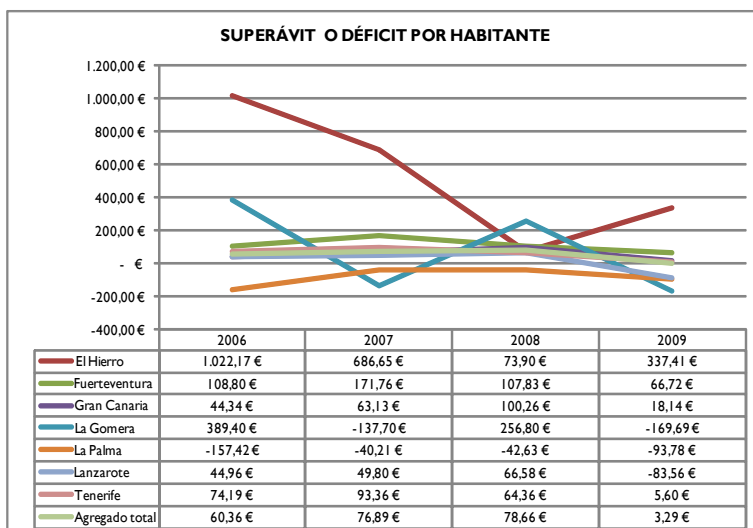 SUPERÁVIT O DÉFICIT POR HABITANTE
1.200,00 €
1.000,00 €
800,00 €
600,00 €
400,00 €
200,00 €
- €
-200,00 €
-400,00 €
2006 2007 2008 2009
El Hierro 1.022,17 € 686,65 € 73,90 € 337,41 €
Fuerteventura 108,80 € 171,76 € 107,83 € 66,72 €
Gran Canaria 44,34 € 63,13 € 100,26 € 18,14 €
La Gomera 389,40 € -137,70 € 256,80 € -169,69 €
La Palma -157,42 € -40,21 € -42,63 € -93,78 €
Lanzarote 44,96 € 49,80 € 66,58 € -83,56 €
Tenerife 74,19 € 93,36 € 64,36 € 5,60 €
Agregado total 60,36 € 76,89 € 78,66 € 3,29 €